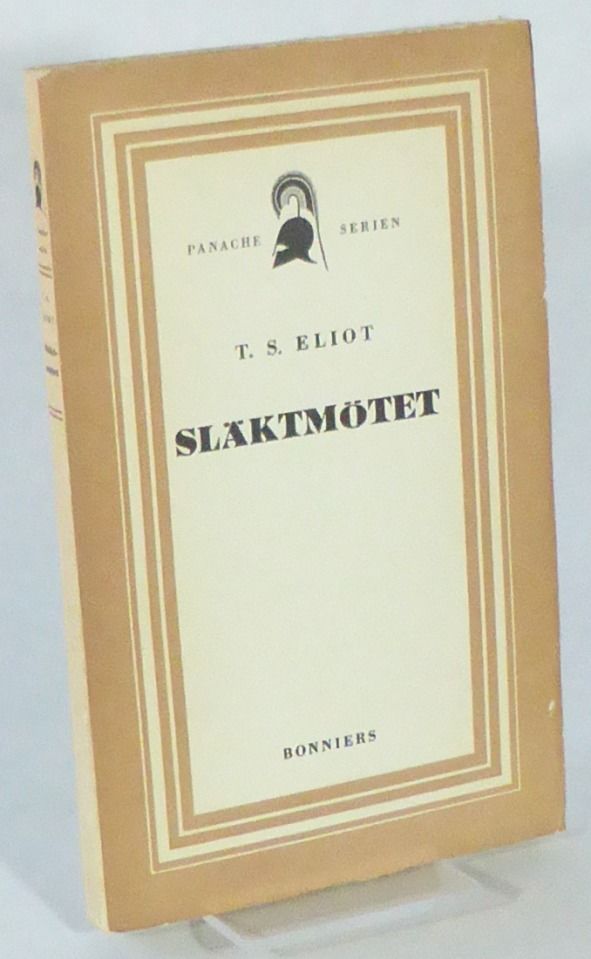 PANACHE SERIEN
T. S. ELIOT
SLÄKTMÖTET
BONNIERS